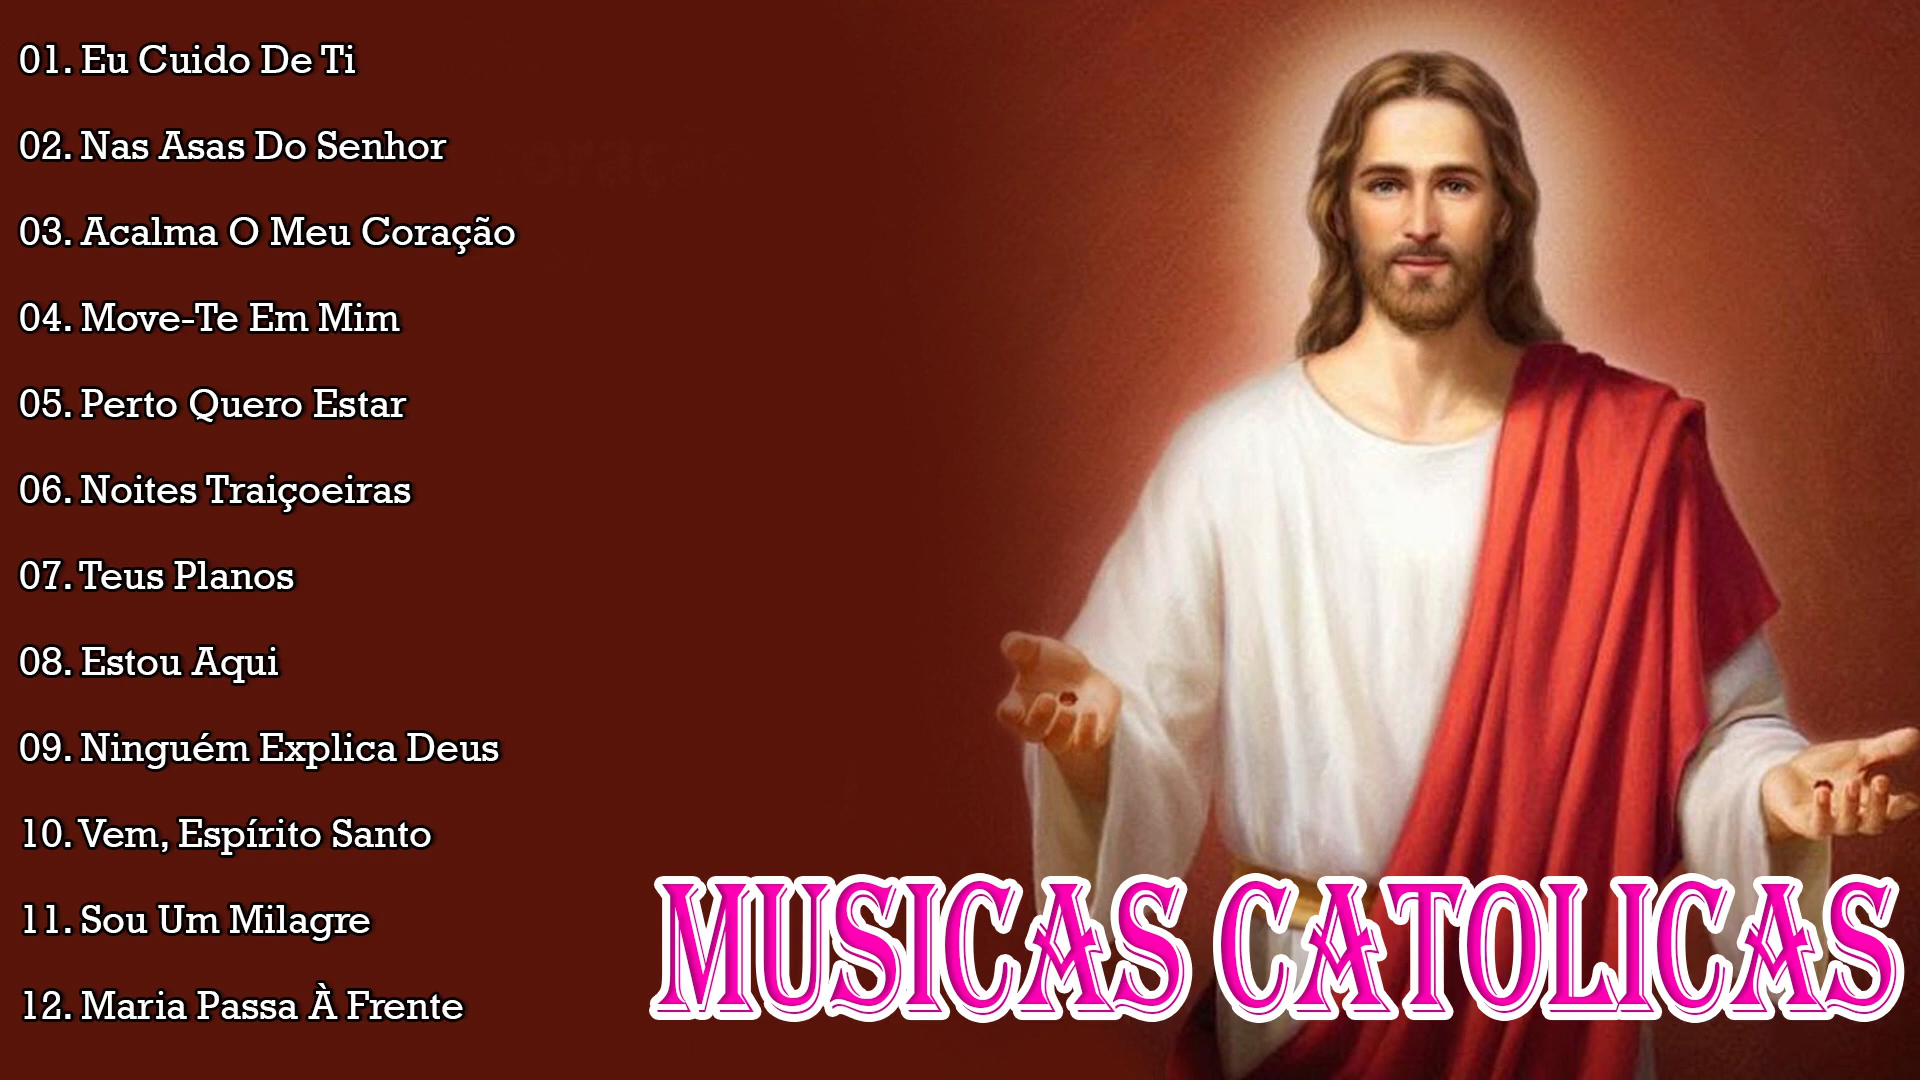 01. Eu Cuido De Ti
02. Nas Asas Do Senhor
03. Acalma O Meu Coração
04. Move-Te Em Mim
05. Perto Quero Estar
06. Noites Traiçoeiras
07. Teus Planos
08. Estou Aqui
09. Ninguém Explica Deus
10. Vem, Espírito Santo
11. Sou Um Milagre
12. Maria Passa À Frente
MUSICAS CATOLICAS